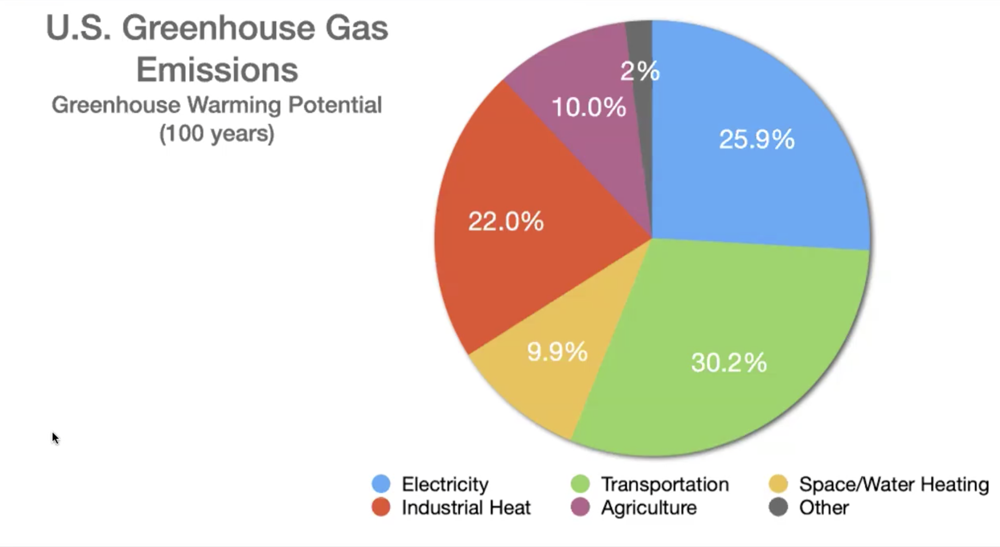 U.S. Greenhouse Gas
Emissions
Greenhouse Warming Potential
(100 years)
2%
10.0%
25.9%
22.0%
9.9%
30.2%
Electricity
Transportation
Space/Water Heating
Industrial Heat
Agriculture
Other